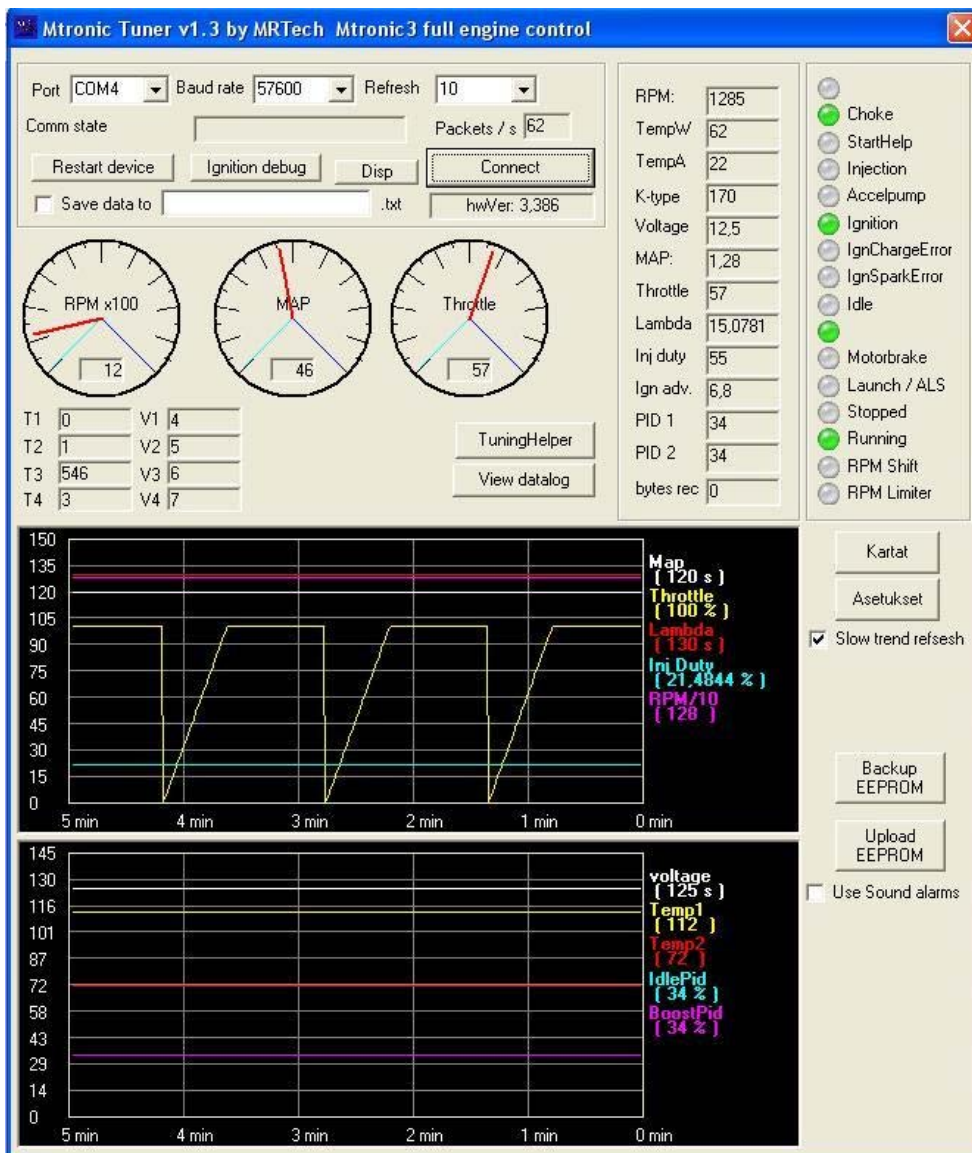 Mtronic Tuner v1.3 by MRTech Mtronic3 full engine control
Port COM4 Baud rate 57600 Refresh 10
Comm state Packets / s 62
Restart device Ignition debug Disp Connect
Save data to .txt hwVer: 3,386
RPM x100
12
MAP
46
Throttle
57
T1 0 V1 4
T2 1 V2 5
T3 546 V3 6
T4 3 V4 7
TuningHelper
View datalog
RPM: 1285
TempW 62
TempA 22
K-type 170
Voltage 12,5
MAP: 1,28
Throttle 57
Lambda 15,0781
Inj duty 55
Ign adv. 6,8
PID 1 34
PID 2 34
bytes rec 0
Choke
StartHelp
Injection
Accelpump
Ignition
IgnChargeError
IgnSparkError
Idle
Motorbrake
Launch / ALS
Stopped
Running
RPM Shift
RPM Limiter
150
135
120
105
90
75
60
45
30
15
0
5 min 4 min 3 min 2 min 1 min 0 min
Map
( 120 s )
Throttle
( 100 % )
Lambda
( 130 s )
Inj Duty
( 21,4844 % )
RPM/10
( 128 )
Kartat
Asetukset
Slow trend refsesh
Backup
EEPROM
Upload
EEPROM
Use Sound alarms
145
130
116
101
87
72
58
43
29
14
0
5 min 4 min 3 min 2 min 1 min 0 min
voltage
( 125 s )
Temp1
( 112 )
Temp2
( 72 )
IdlePid
( 34 % )
BoostPid
( 34 % )